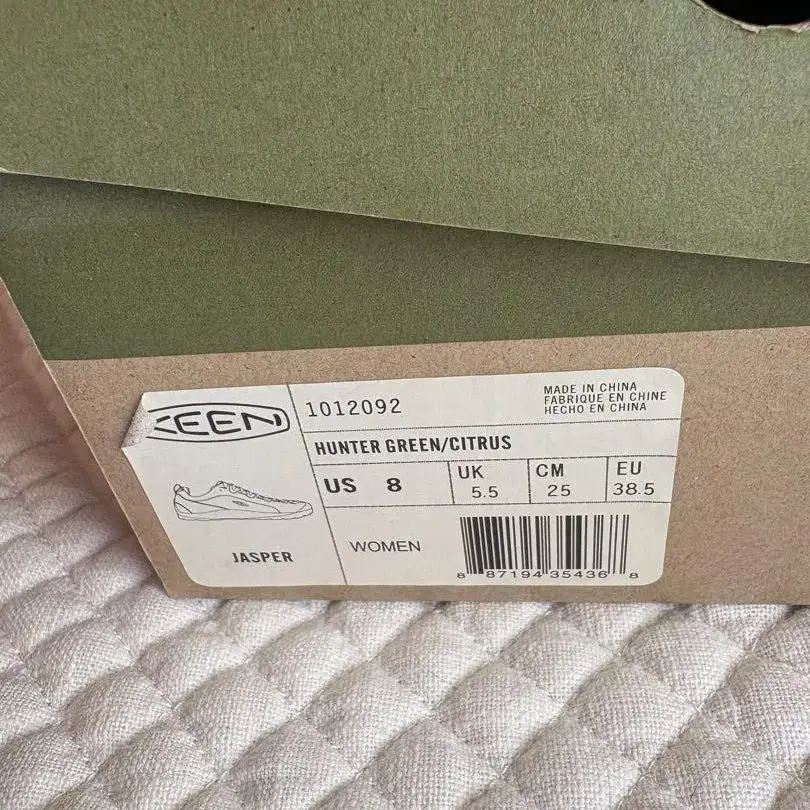 KEEN
1012092
MADE IN CHINA
FABRIQUE EN CHINE
HECHO EN CHINA
HUNTER GREEN/CITRUS
US 8
UK 5.5
CM 25
EU 38.5
JASPER
WOMEN
8 87194 35436 8